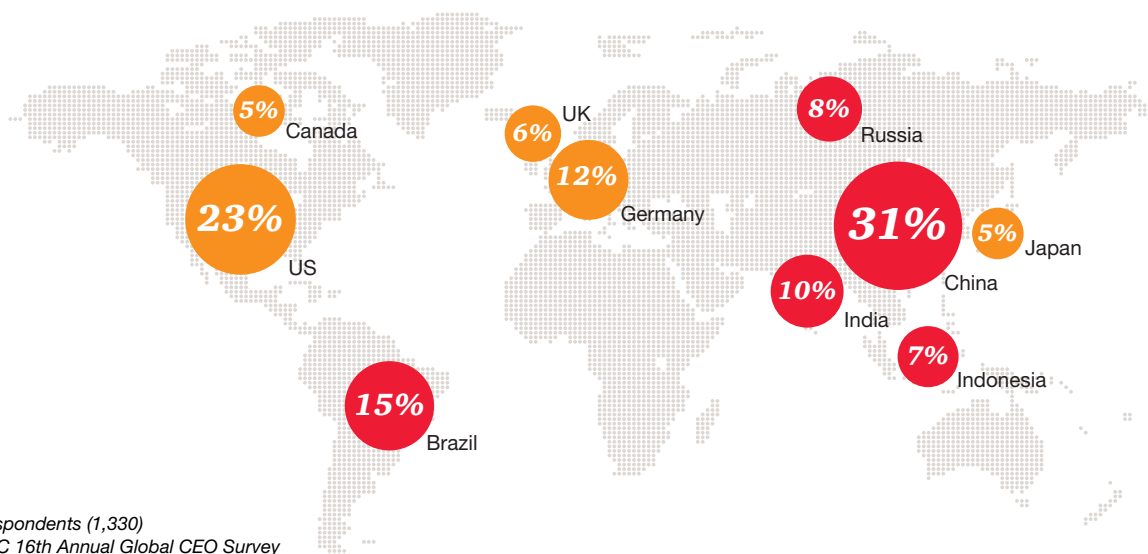 5%
Canada
UK
6%
12%
Germany
8%
Russia
23%
US
31%
China
5%
Japan
10%
India
7%
Indonesia
15%
Brazil
(1,330)
16th Annual Global CEO Survey